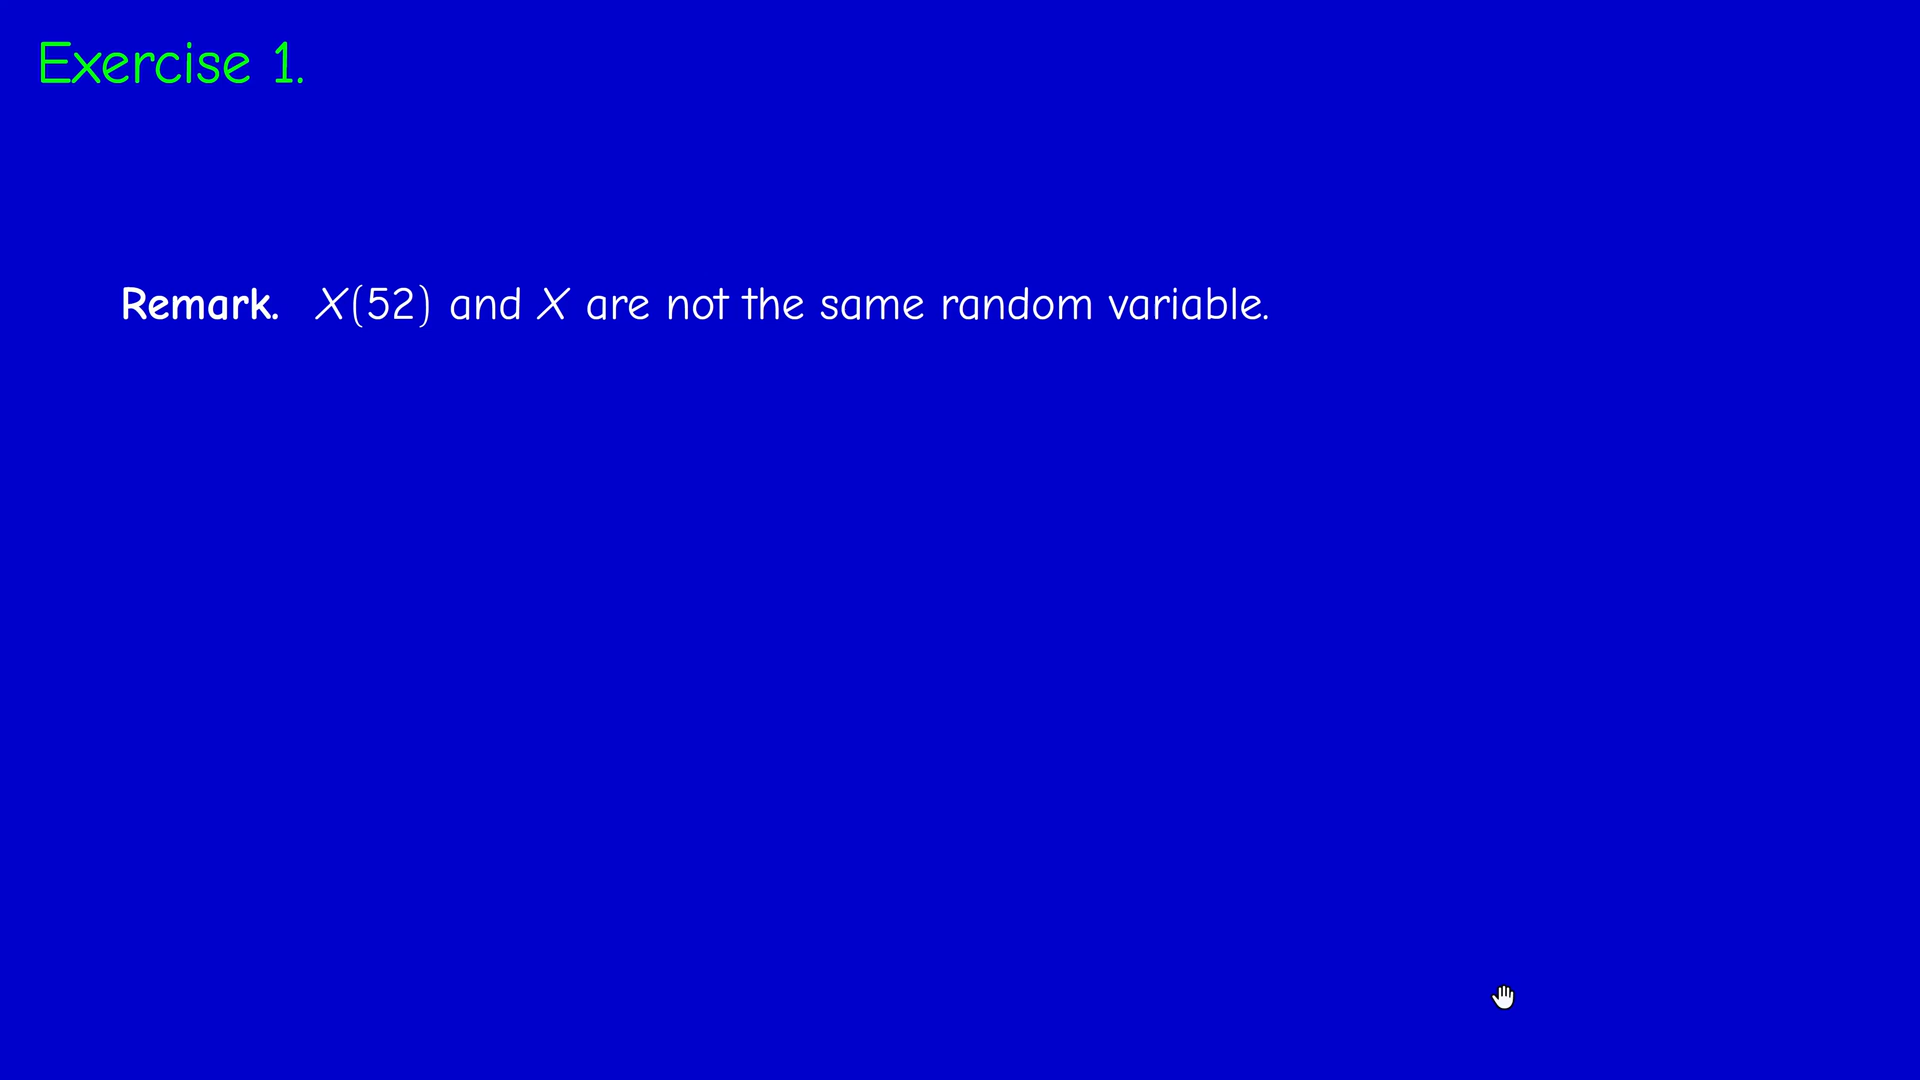 Exercise 1.
Remark. X(52) and X are not the same random variable.